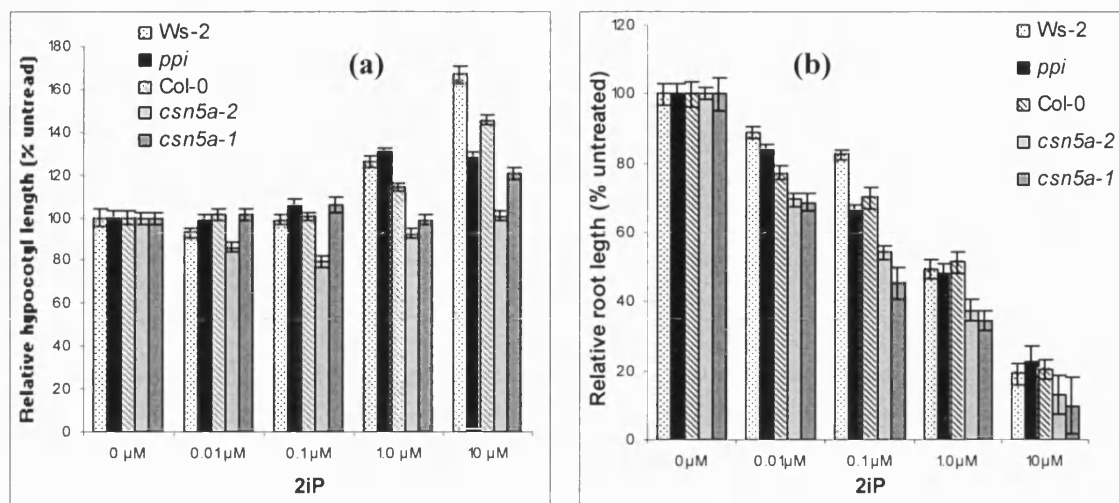 Ws-2
ppi
Col-0
csn5a-2
csn5a-1
(a)
Relative hypocotyl length (% untread)
180
160
140
120
100
80
60
40
20
0
0 µM
0.01µM
0.1µM
1.0µM
10 µM
2iP
Ws-2
ppi
Col-0
csn5a-2
csn5a-1
(b)
Relative root legth (% untreated)
120
100
80
60
40
20
0
0µM
0.01µM
0.1µM
1.0µM
10µM
2iP